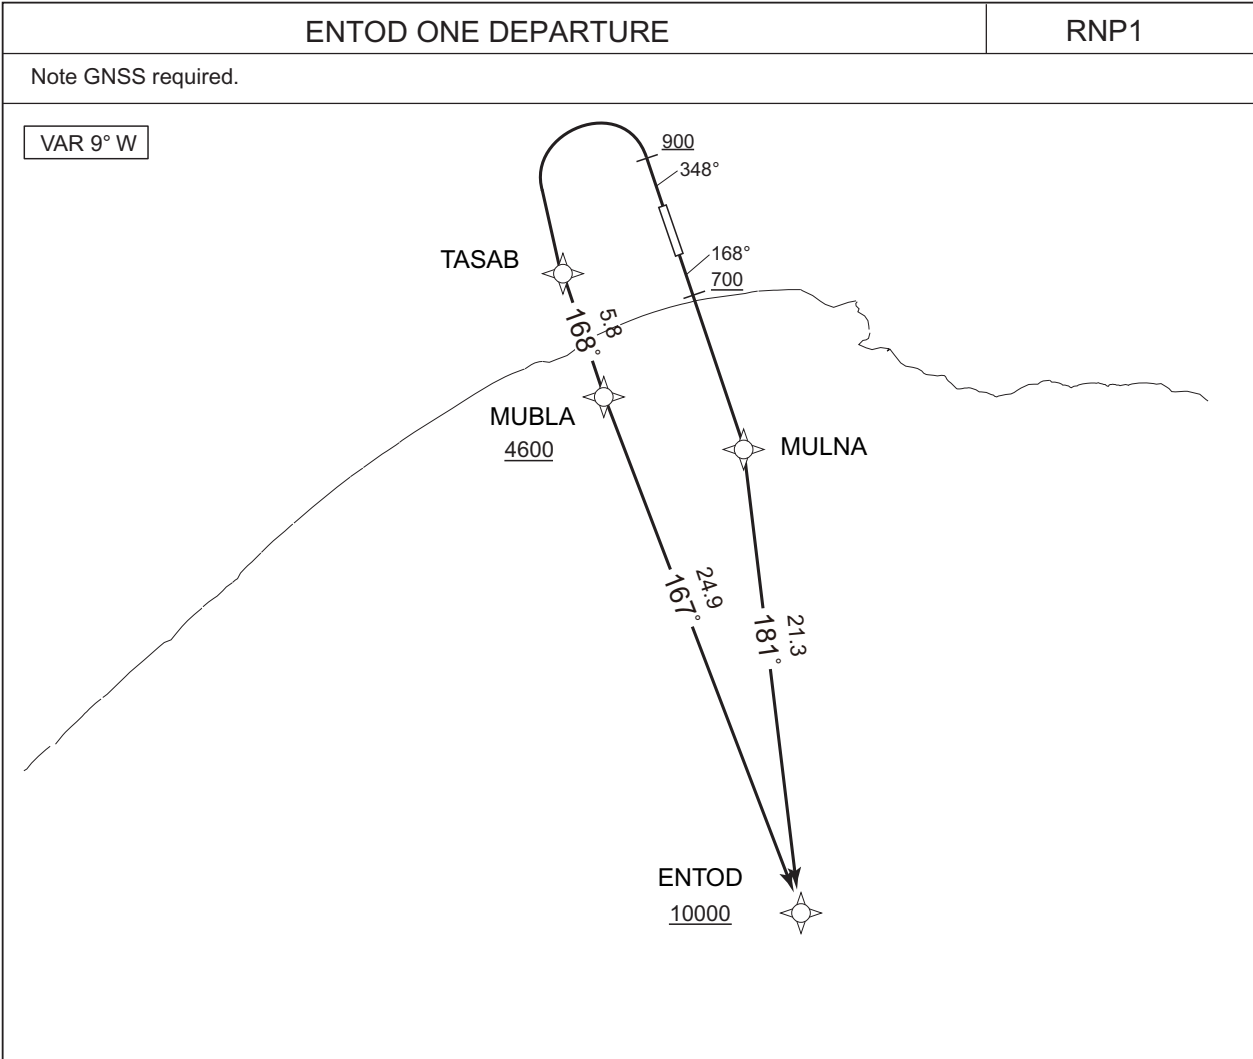 ENTOD ONE DEPARTURE
RNP1
Note GNSS required.
VAR 9° W
900
348°
TASAB
168°
700
5.8
168°
MUBLA
4600
MULNA
24.9
167°
21.3
181°
ENTOD
10000